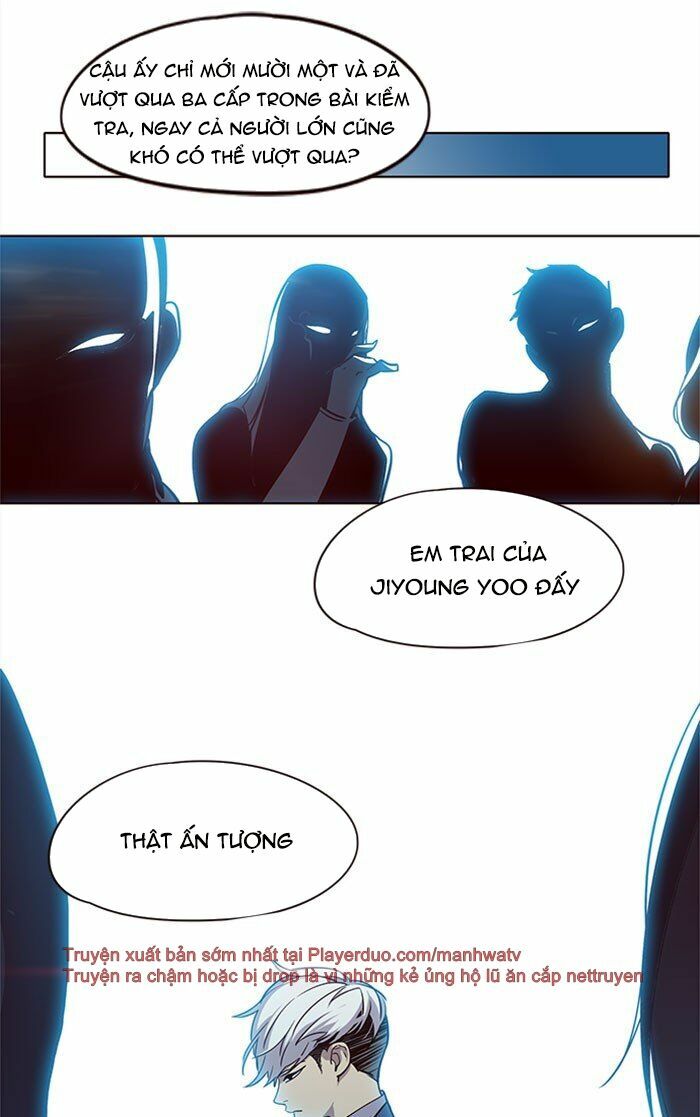 CẬU ẤY CHỈ MỚI MƯỜI MỘT VÀ ĐÃ
VƯỢT QUA BA CẤP TRONG BÀI KIỂM
TRA, NGAY CẢ NGƯỜI LỚN CŨNG
KHÓ CÓ THỂ VƯỢT QUA?
EM TRAI CỦA
JIYOUNG YOO ĐẤY
THẬT ẤN TƯỢNG
Truyện xuất bản sớm nhất tại Playerduo.com/manhwatv
Truyện ra chậm hoặc bị drop là vì những kẻ ủng hộ lũ ăn cắp nettruyen